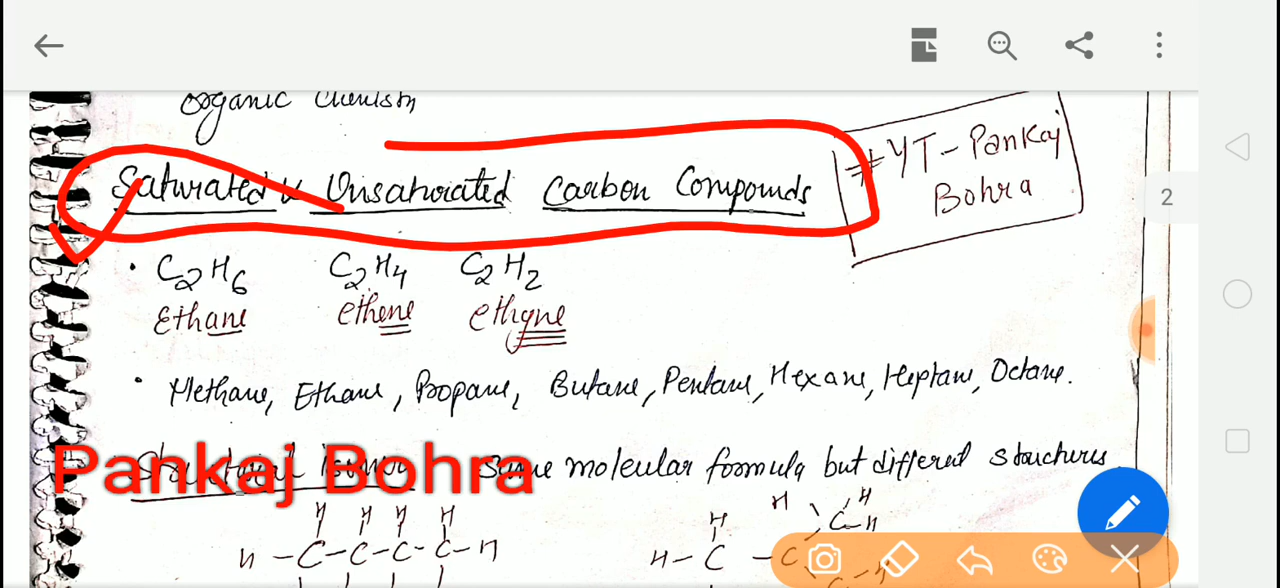 Organic Chemistry
Saturated & Unsaturated Carbon Compounds
#YT-Pankaj
Bohra
2
• C2H6 C2H4 C2H2
Ethane ethene ethyne
• Methane, Ethane, Propane, Butane, Pentane, Hexane, Heptane, Octane.
Pankaj Bohra
Same molecular formula but different structures
H H H H
H-C-C-C-C-H
H H H
C-H
H-C-C
C-H